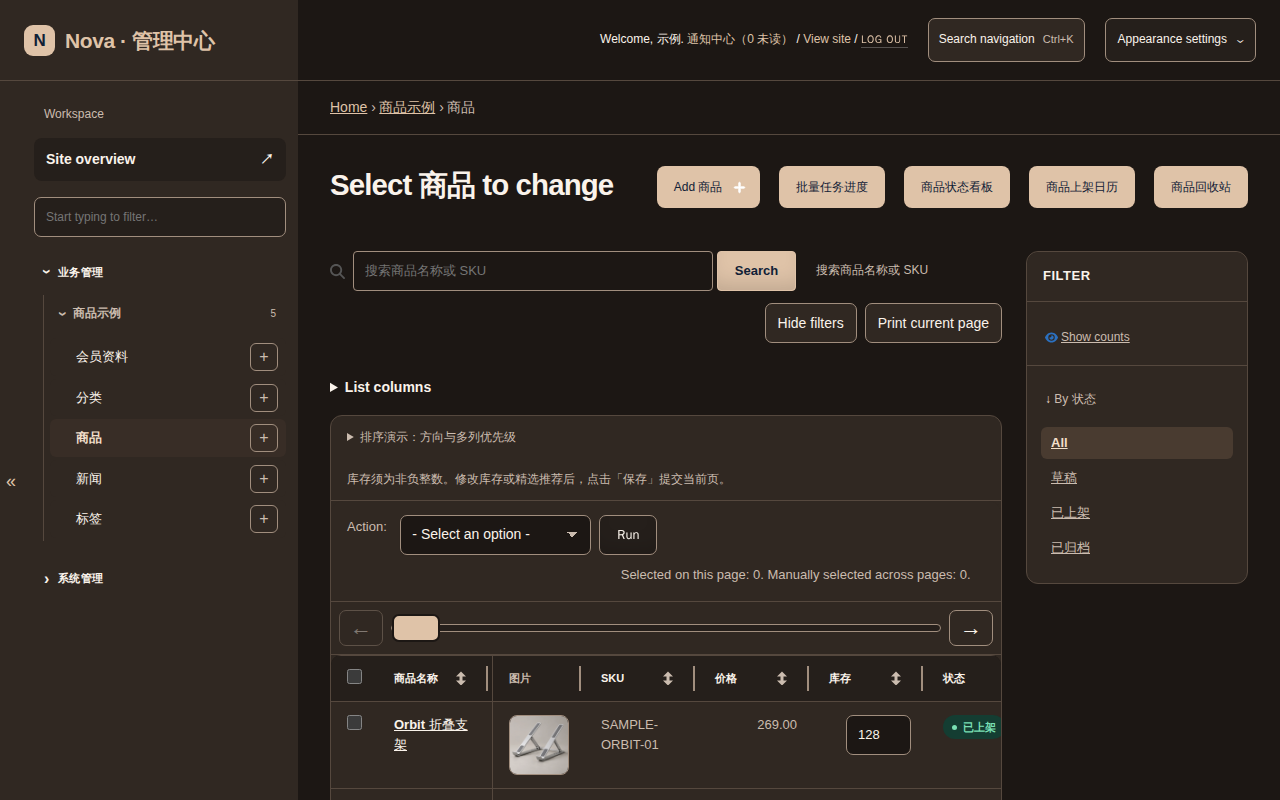 N Nova · 管理中心
Welcome, 示例. 通知中心（0 未读） / View site / LOG OUT
Search navigation Ctrl+K
Appearance settings
Workspace
Site overview
Start typing to filter…
业务管理
商品示例 5
会员资料 +
分类 +
商品 +
新闻 +
标签 +
系统管理
«
Home › 商品示例 › 商品
Select 商品 to change
Add 商品
批量任务进度
商品状态看板
商品上架日历
商品回收站
搜索商品名称或 SKU
Search
搜索商品名称或 SKU
Hide filters
Print current page
List columns
排序演示：方向与多列优先级
库存须为非负整数。修改库存或精选推荐后，点击「保存」提交当前页。
Action: - Select an option - Run
Selected on this page: 0. Manually selected across pages: 0.
← →
商品名称 图片 SKU 价格 库存 状态
Orbit 折叠支架 SAMPLE-ORBIT-01 269.00 128 已上架
FILTER
Show counts
↓ By 状态
All
草稿
已上架
已归档